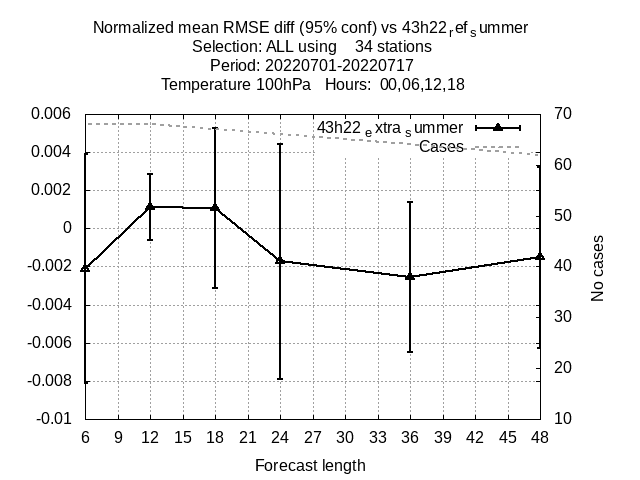 Normalized mean RMSE diff (95% conf) vs 43h22refsummer
Selection: ALL using 34 stations
Period: 20220701-20220717
Temperature 100hPa Hours: 00,06,12,18
0.006
0.004
0.002
0
-0.002
-0.004
-0.006
-0.008
-0.01
43h22extrasummer
Cases
70
60
50
40
30
20
10
No cases
6 9 12 15 18 21 24 27 30 33 36 39 42 45 48
Forecast length